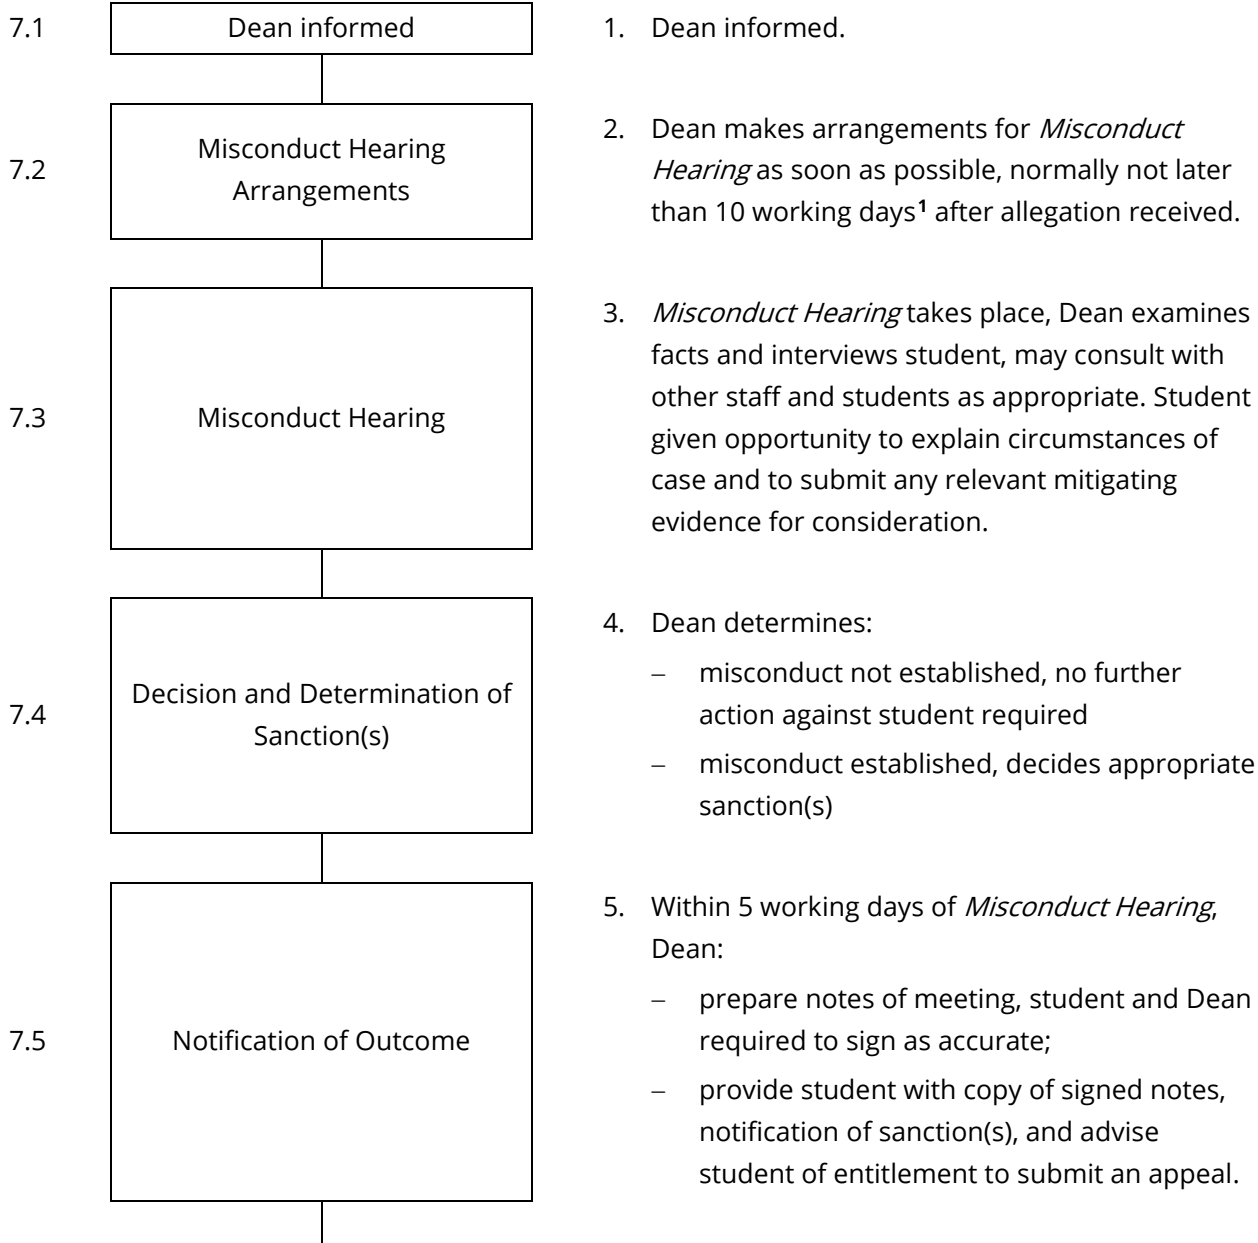 7.1
Dean informed
1. Dean informed.
7.2
Misconduct Hearing
Arrangements
2. Dean makes arrangements for Misconduct
Hearing as soon as possible, normally not later
than 10 working days¹ after allegation received.
7.3
Misconduct Hearing
3. Misconduct Hearing takes place, Dean examines
facts and interviews student, may consult with
other staff and students as appropriate. Student
given opportunity to explain circumstances of
case and to submit any relevant mitigating
evidence for consideration.
7.4
Decision and Determination of
Sanction(s)
4. Dean determines:
– misconduct not established, no further
action against student required
– misconduct established, decides appropriate
sanction(s)
7.5
Notification of Outcome
5. Within 5 working days of Misconduct Hearing,
Dean:
– prepare notes of meeting, student and Dean
required to sign as accurate;
– provide student with copy of signed notes,
notification of sanction(s), and advise
student of entitlement to submit an appeal.